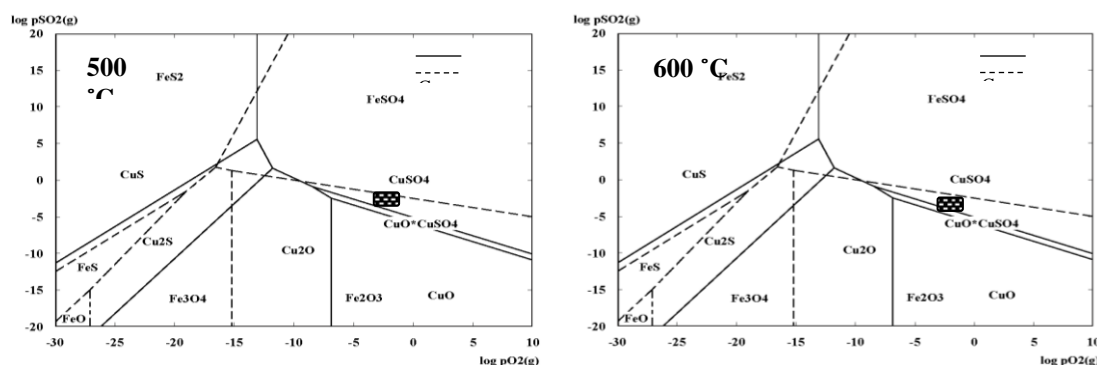 log pSO2(g)
20
15
10
5
0
-5
-10
-15
-20
-30
-25
-20
-15
-10
-5
0
5
10
log pO2(g)
500
˚C
FeS2
FeSO4
CuS
CuSO4
CuO*CuSO4
Cu2S
Cu2O
FeS
Fe3O4
Fe2O3
CuO
FeO
log pSO2(g)
20
15
10
5
0
-5
-10
-15
-20
-30
-25
-20
-15
-10
-5
0
5
10
log pO2(g)
600 ˚C
FeS2
FeSO4
CuS
CuSO4
CuO*CuSO4
Cu2S
Cu2O
FeS
Fe3O4
Fe2O3
CuO
FeO